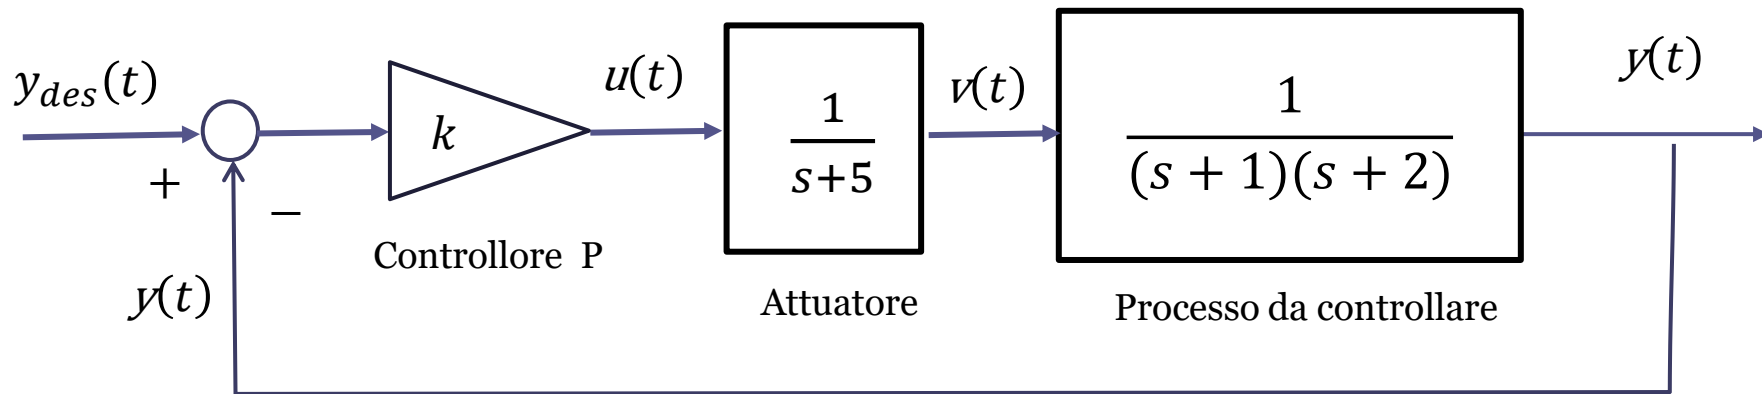 y_des(t)
+
−
y(t)
k
Controllore P
u(t)
1
s+5
Attuatore
v(t)
1
(s + 1)(s + 2)
Processo da controllare
y(t)